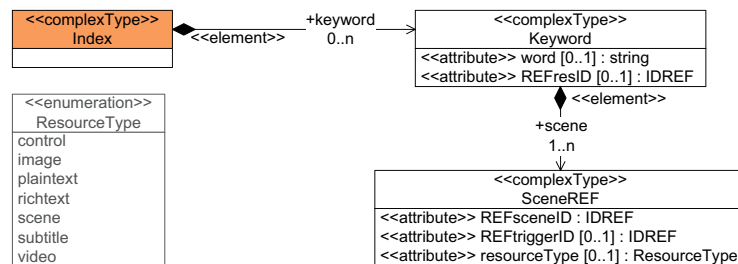 <<complexType>>
Index
<<element>>
+keyword
0..n
<<complexType>>
Keyword
<<attribute>> word [0..1] : string
<<attribute>> REFresID [0..1] : IDREF
<<element>>
+scene
1..n
<<enumeration>>
ResourceType
control
image
plaintext
richtext
scene
subtitle
video
<<complexType>>
SceneREF
<<attribute>> REFsceneID : IDREF
<<attribute>> REFtriggerID [0..1] : IDREF
<<attribute>> resourceType [0..1] : ResourceType